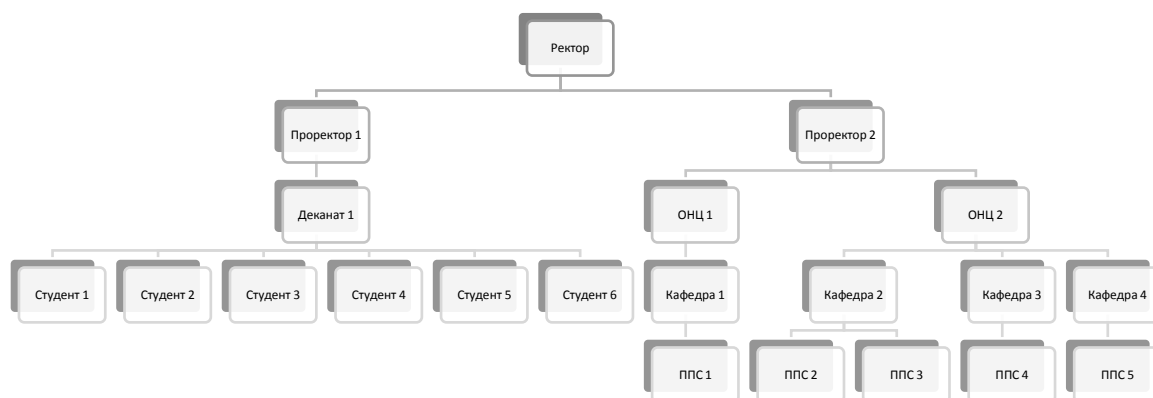 Ректор
Проректор 1
Проректор 2
Деканат 1
ОНЦ 1
ОНЦ 2
Студент 1
Студент 2
Студент 3
Студент 4
Студент 5
Студент 6
Кафедра 1
Кафедра 2
Кафедра 3
Кафедра 4
ППС 1
ППС 2
ППС 3
ППС 4
ППС 5